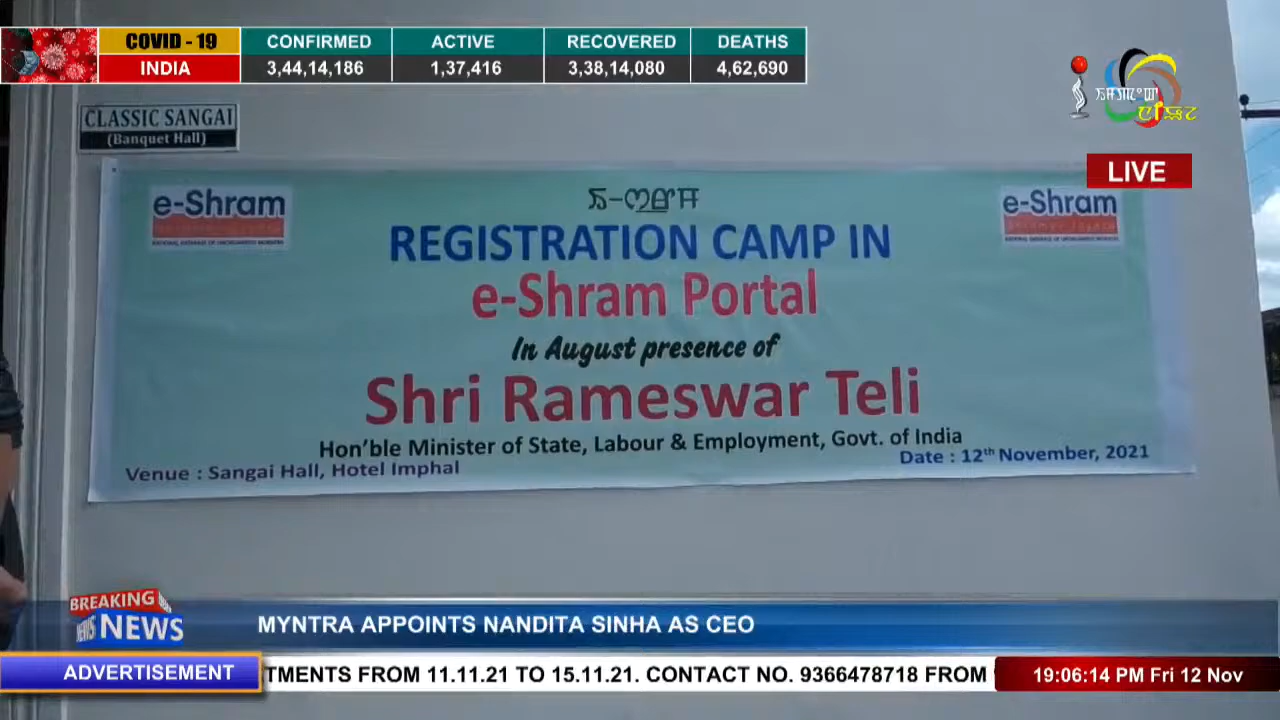 COVID - 19 CONFIRMED ACTIVE RECOVERED DEATHS
INDIA 3,44,14,186 1,37,416 3,38,14,080 4,62,690
CLASSIC SANGAI
(Banquet Hall)
LIVE
e-Shram
e-Shram
REGISTRATION CAMP IN
e-Shram Portal
In August presence of
Shri Rameswar Teli
Hon'ble Minister of State, Labour & Employment, Govt. of India
Venue : Sangai Hall, Hotel Imphal
Date : 12th November, 2021
BREAKING
NEWS
MYNTRA APPOINTS NANDITA SINHA AS CEO
ADVERTISEMENT
TMENTS FROM 11.11.21 TO 15.11.21. CONTACT NO. 9366478718 FROM
19:06:14 PM Fri 12 Nov